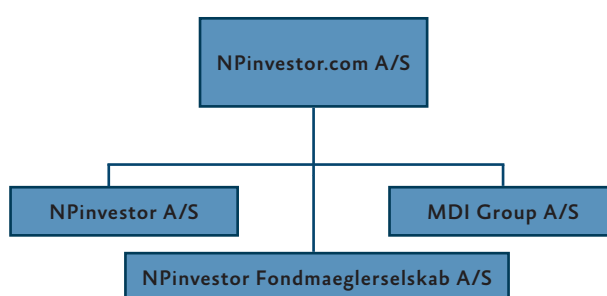 NPinvestor.com A/S
NPinvestor A/S
MDI Group A/S
NPinvestor Fondmaeglerselskab A/S